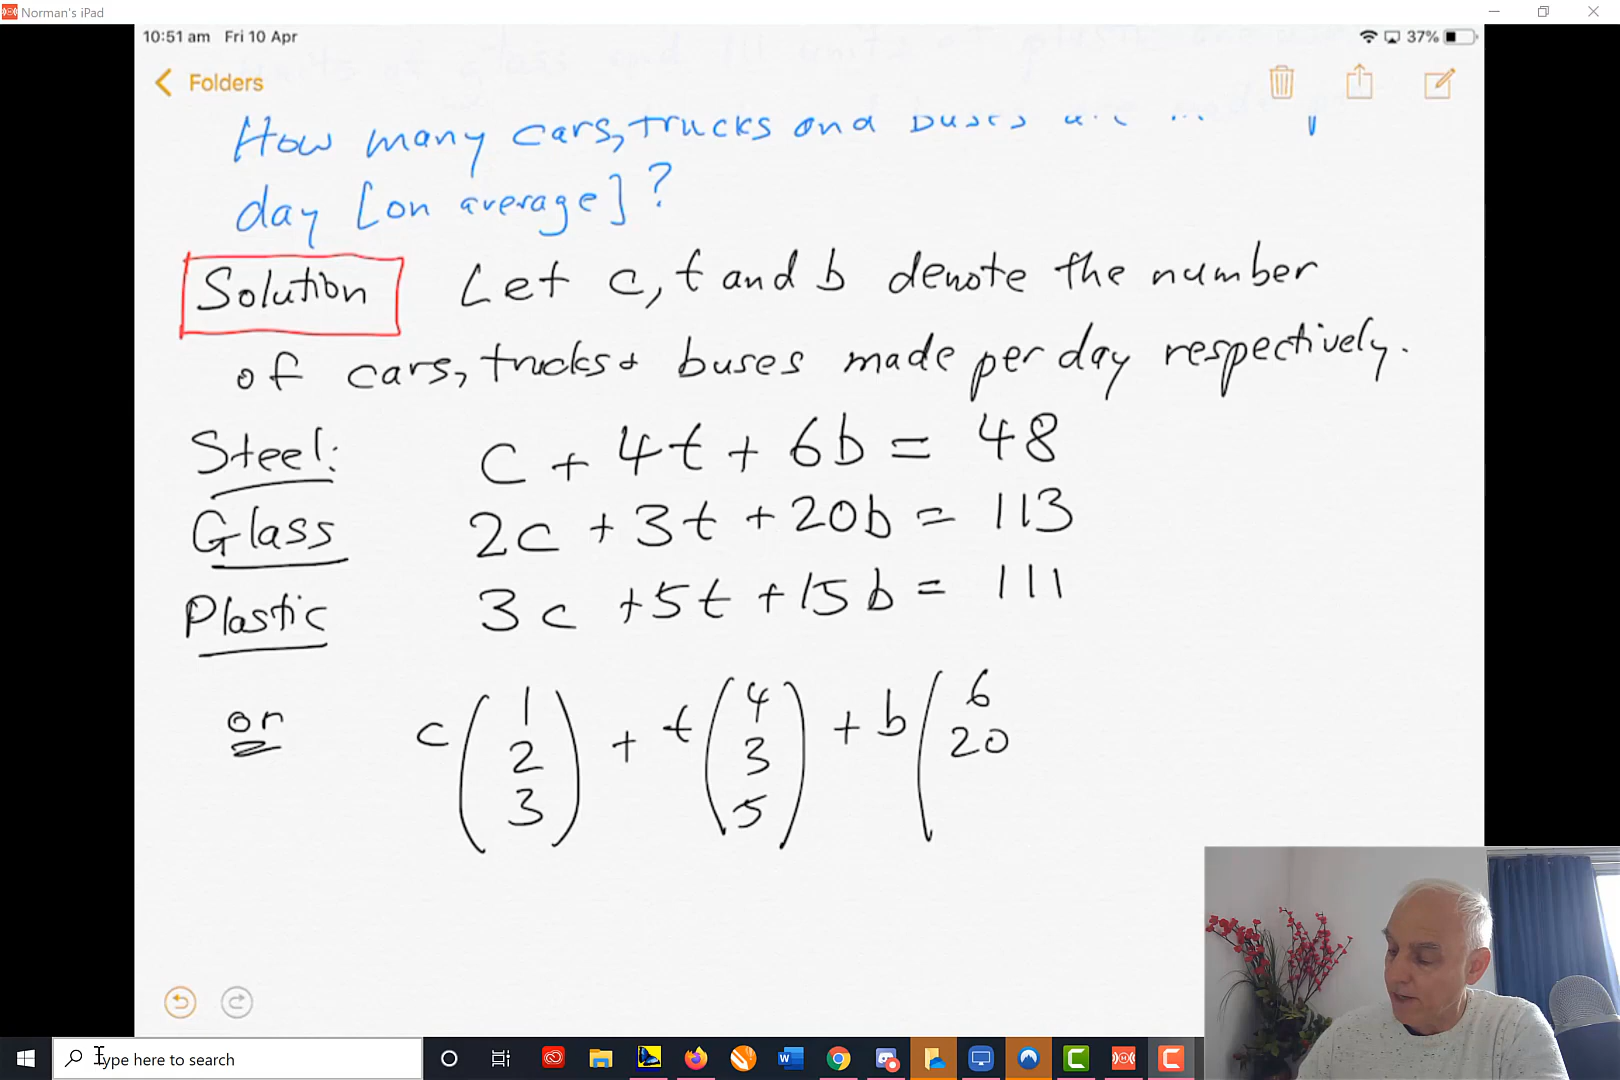 Norman's iPad
10:51 am Fri 10 Apr 37%
Folders
How many cars, trucks and buses
day [on average]?
Solution Let c, t and b denote the number
of cars, trucks + buses made per day respectively.
Steel: c + 4t + 6b = 48
Glass 2c + 3t + 20b = 113
Plastic 3c + 5t + 15b = 111
or c ( 1 2 3 ) + t ( 4 3 5 ) + b ( 6 20
Type here to search